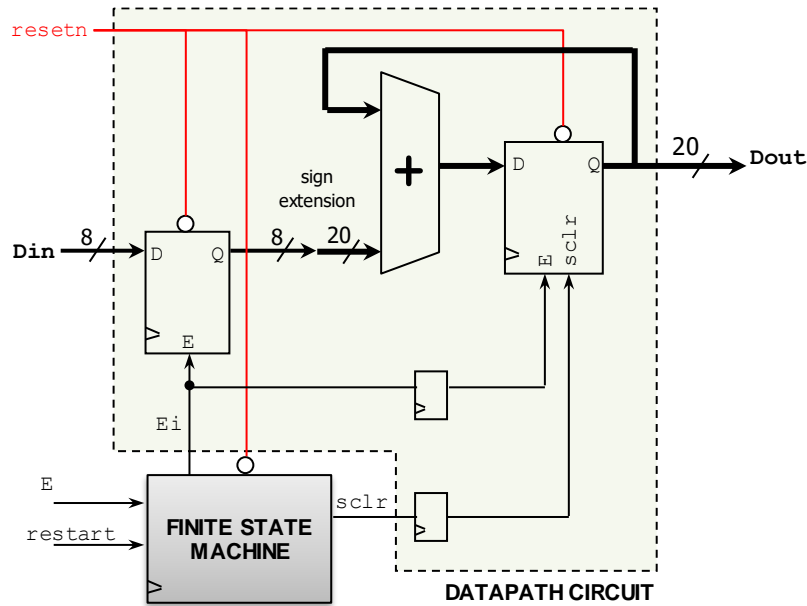 resetn
20
Dout
D
Q
sign
extension
+
8
20
8
Din
D
Q
E
sclr
E
Ei
E
sclr
restart
FINITE STATE
MACHINE
DATAPATH CIRCUIT